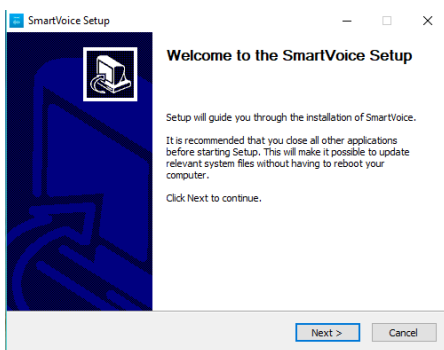 SmartVoice Setup
Welcome to the SmartVoice Setup
Setup will guide you through the installation of SmartVoice.
It is recommended that you close all other applications
before starting Setup. This will make it possible to update
relevant system files without having to reboot your
computer.
Click Next to continue.
Next >
Cancel